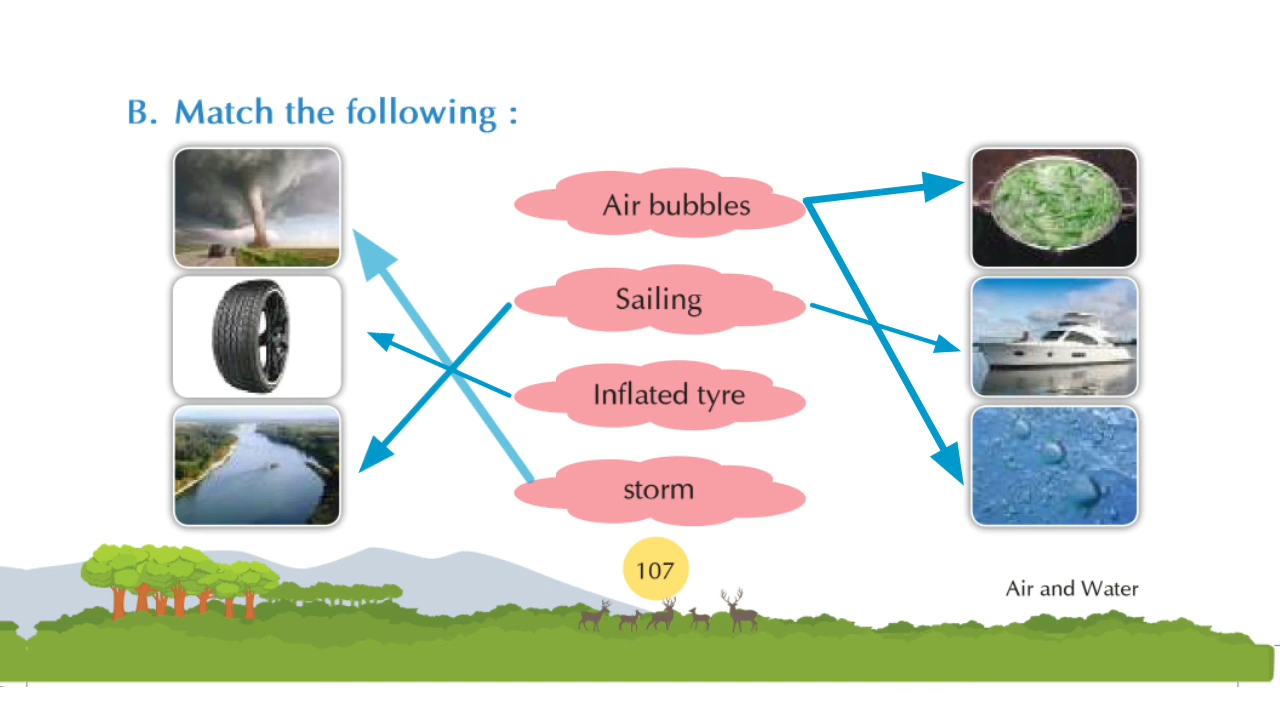 B. Match the following :
Air bubbles
Sailing
Inflated tyre
storm
107
Air and Water